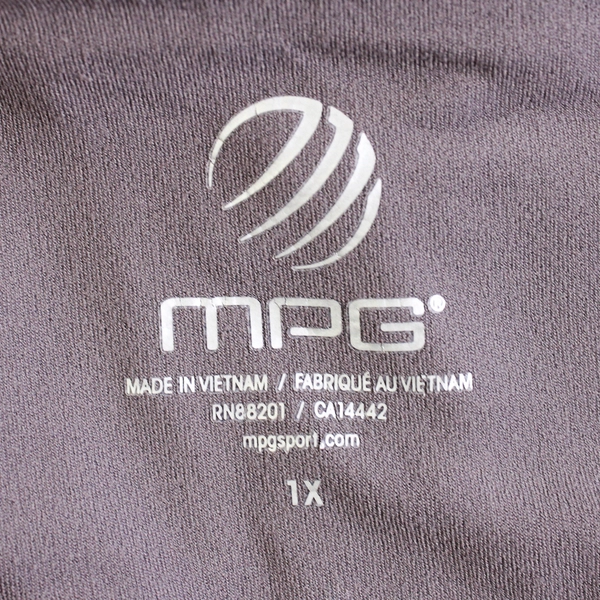 MPG®
MADE IN VIETNAM / FABRIQUÉ AU VIETNAM
RN88201 / CA14442
mpgsport.com
1X